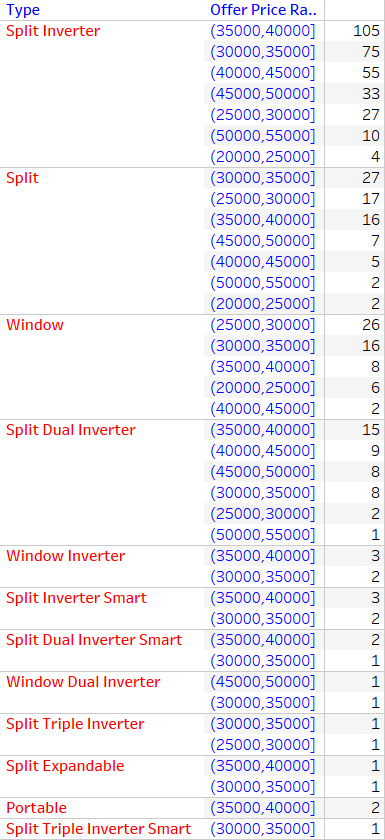 Type Offer Price Ra..
Split Inverter (35000,40000] 105
(30000,35000] 75
(40000,45000] 55
(45000,50000] 33
(25000,30000] 27
(50000,55000] 10
(20000,25000] 4
Split (30000,35000] 27
(25000,30000] 17
(35000,40000] 16
(45000,50000] 7
(40000,45000] 5
(50000,55000] 2
(20000,25000] 2
Window (25000,30000] 26
(30000,35000] 16
(35000,40000] 8
(20000,25000] 6
(40000,45000] 2
Split Dual Inverter (35000,40000] 15
(40000,45000] 9
(45000,50000] 8
(30000,35000] 8
(25000,30000] 2
(50000,55000] 1
Window Inverter (35000,40000] 3
(30000,35000] 2
Split Inverter Smart (35000,40000] 3
(30000,35000] 2
Split Dual Inverter Smart (35000,40000] 2
(30000,35000] 1
Window Dual Inverter (45000,50000] 1
(30000,35000] 1
Split Triple Inverter (30000,35000] 1
(25000,30000] 1
Split Expandable (35000,40000] 1
(30000,35000] 1
Portable (35000,40000] 2
Split Triple Inverter Smart (30000,35000] 1